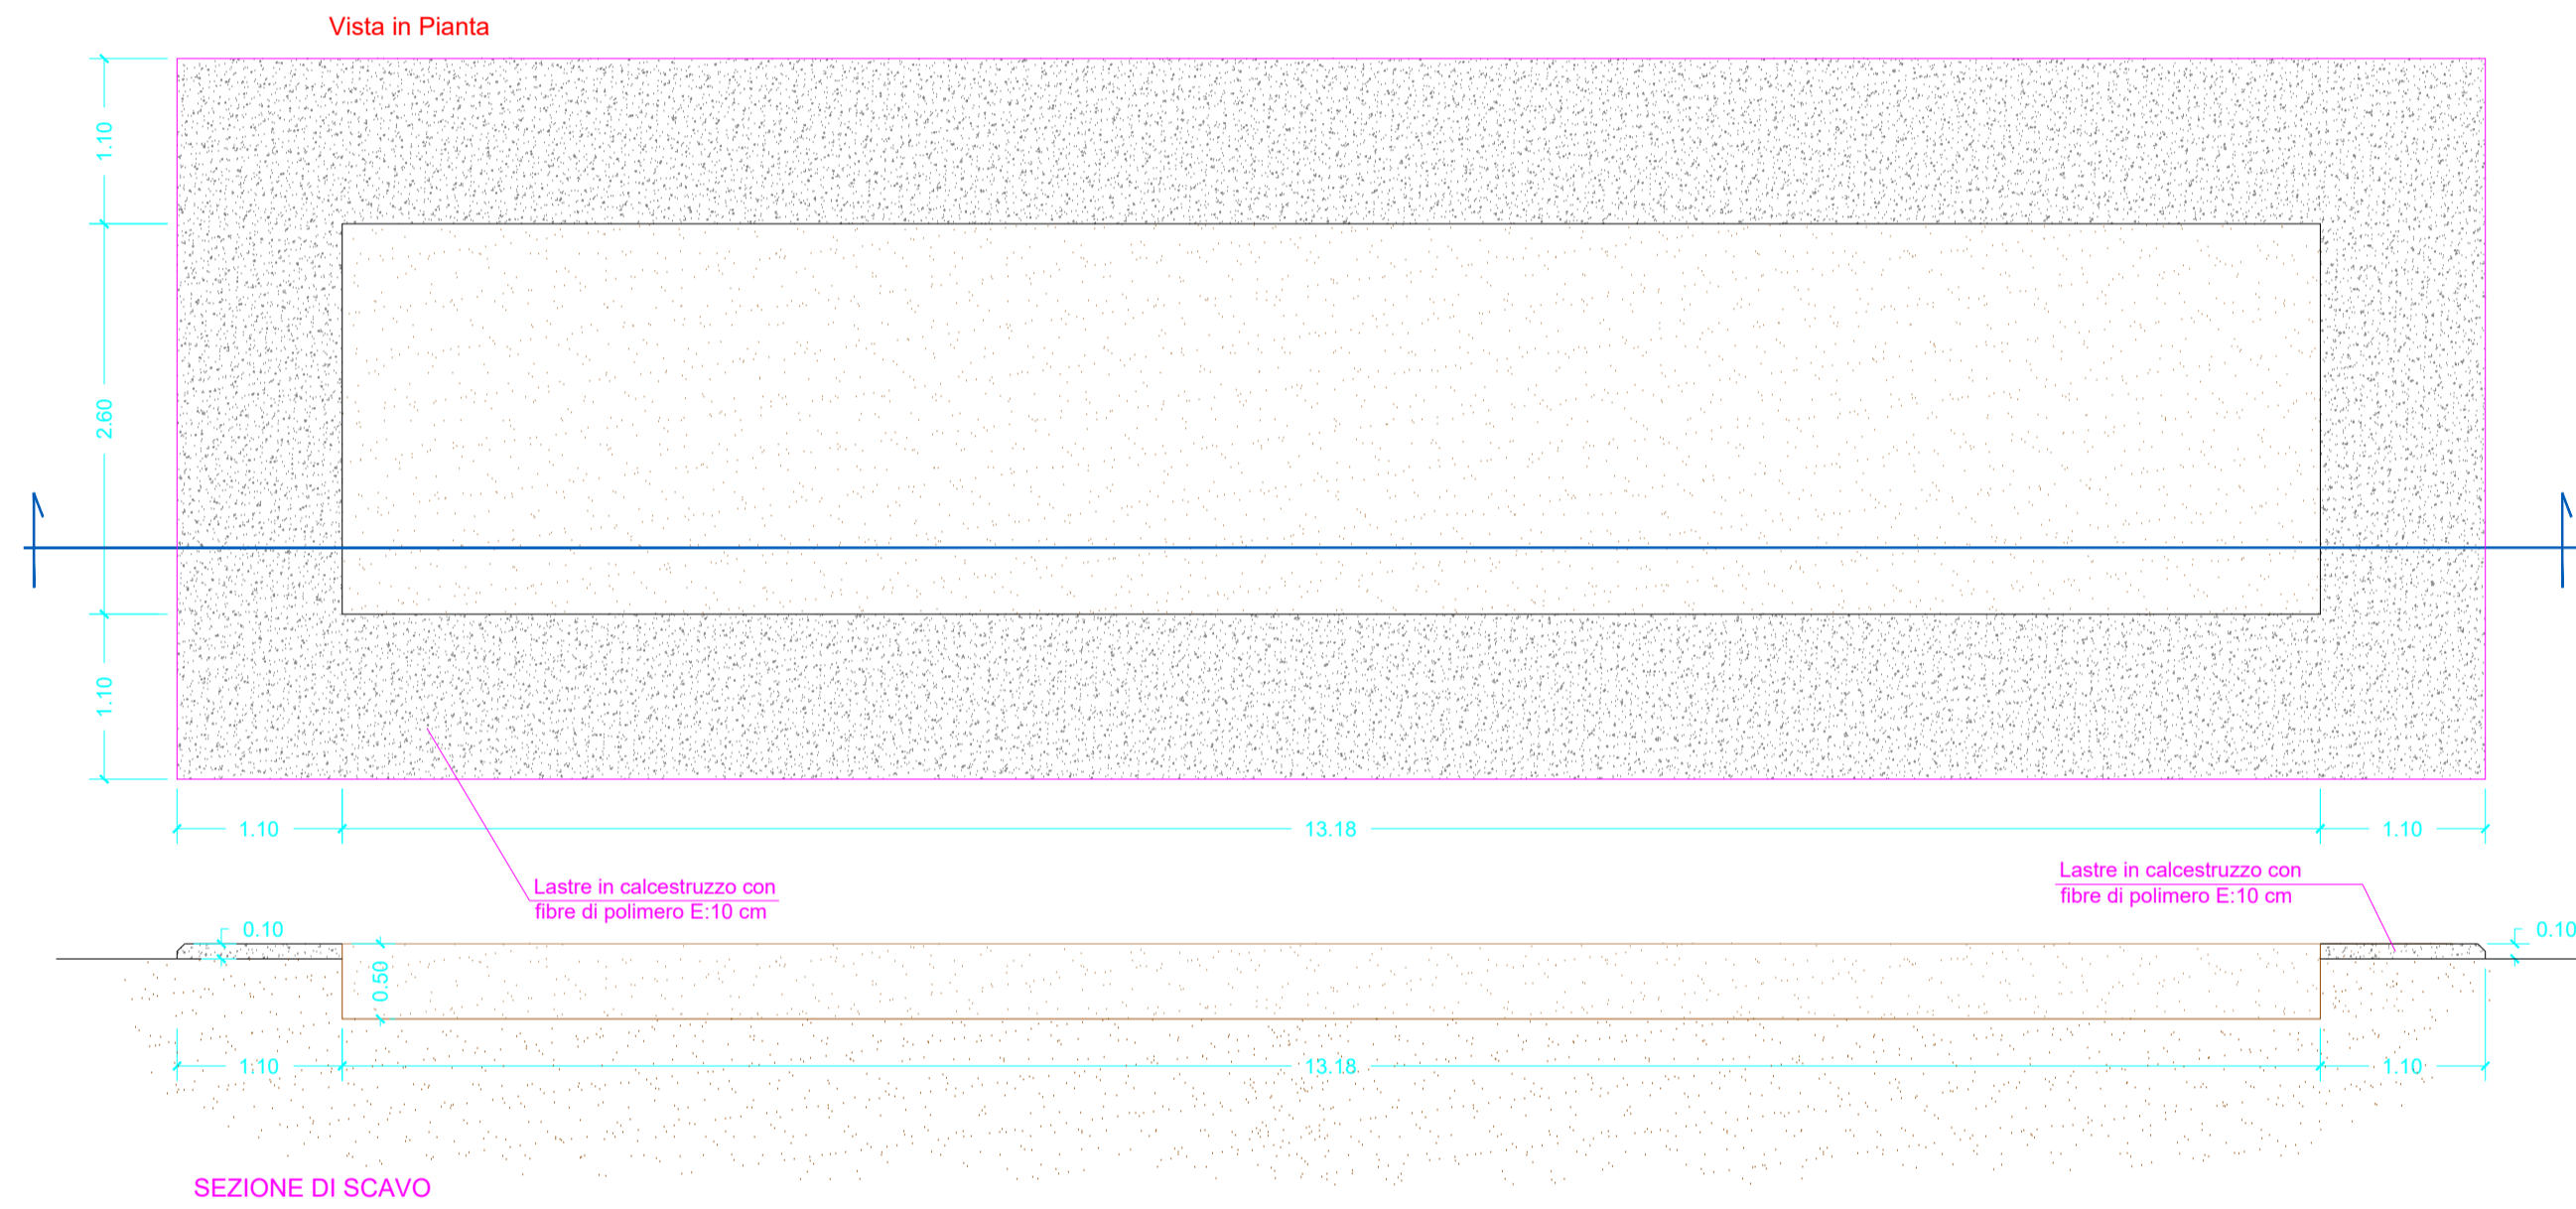 Vista in Pianta
1.10
2.60
1.10
1.10
13.18
1.10
Lastre in calcestruzzo con
fibre di polimero E:10 cm
Lastre in calcestruzzo con
fibre di polimero E:10 cm
0.10
0.10
0.50
1.10
13.18
1.10
SEZIONE DI SCAVO